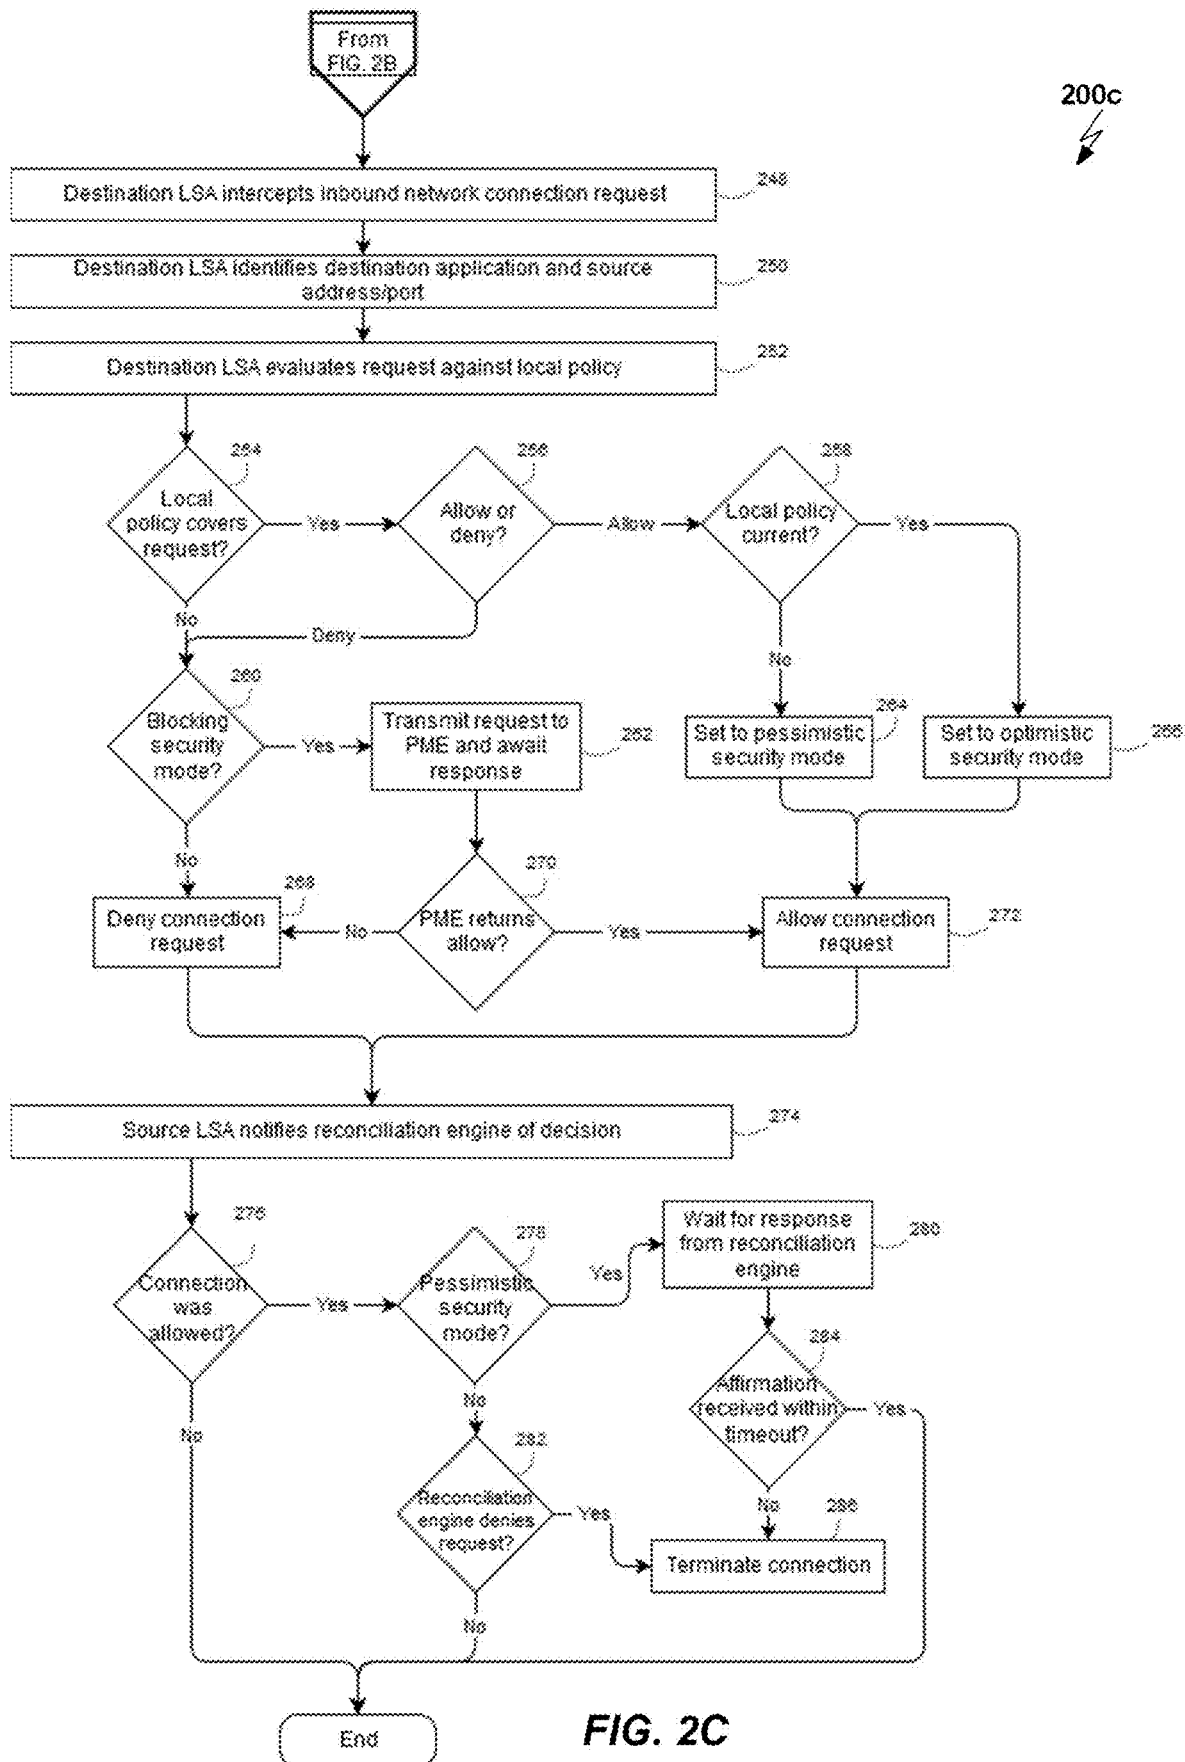 From
FIG. 2B
200c
Destination LSA intercepts inbound network connection request
248
Destination LSA identifies destination application and source
address/port
250
Destination LSA evaluates request against local policy
252
254
Local
policy covers
request?
Yes
256
Allow or
deny?
Allow
258
Local policy
current?
Yes
No
Deny
No
260
Blocking
security
mode?
Yes
Transmit request to
PME and await
response
262
Set to pessimistic
security mode
264
Set to optimistic
security mode
266
No
268
Deny connection
request
No
270
PME returns
allow?
Yes
Allow connection
request
272
Source LSA notifies reconciliation engine of decision
274
276
Connection
was
allowed?
Yes
278
Pessimistic
security
mode?
Yes
Wait for response
from reconciliation
engine
280
No
No
284
Affirmation
received within
timeout?
Yes
282
Reconciliation
engine denies
request?
Yes
No
286
Terminate connection
No
End
FIG. 2C